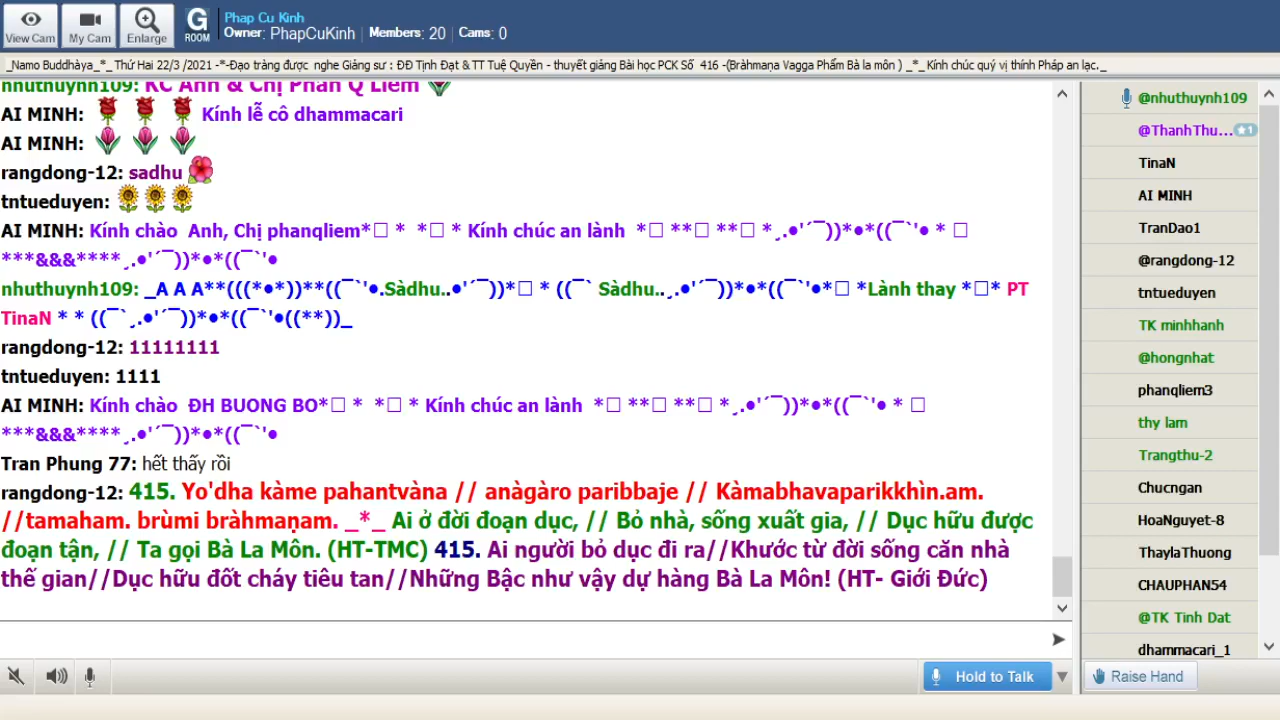 View Cam
My Cam
Enlarge
G
ROOM
Phap Cu Kinh
Owner: PhapCuKinh | Members: 20 | Cams: 0
_Namo Buddhàya_*_ Thứ Hai 22/3 /2021 -*-Đạo tràng được nghe Giảng sư : ĐĐ Tịnh Đạt & TT Tuệ Quyền - thuyết giảng Bài học PCK Số 416 -(Bràhmaṇa Vagga Phẩm Bà la môn ) _*_ Kính chúc quý vị thính Pháp an lạc._
nhuthuynh109: KC Anh & Chị Phan Q Liem
AI MINH: Kính lễ cô dhammacari
AI MINH:
rangdong-12: sadhu
tntueduyen:
AI MINH: Kính chào Anh, Chị phanqliem*□ * *□ * Kính chúc an lành *□ **□ **□ *¸.•'´¯))*•*((¯`'• * □
***&&&****¸.•'´¯))*•*((¯`'•
nhuthuynh109: _A A A**(((*•*))**((¯`'•.Sàdhu..•'´¯))*□ * ((¯` Sàdhu..¸.•'´¯))*•*((¯`'•*□ *Lành thay *□* PT
TinaN * * ((¯`¸.•'´¯))*•*((¯`'•((**))_
rangdong-12: 11111111
tntueduyen: 1111
AI MINH: Kính chào ĐH BUONG BO*□ * *□ * Kính chúc an lành *□ **□ **□ *¸.•'´¯))*•*((¯`'• * □
***&&&****¸.•'´¯))*•*((¯`'•
Tran Phung 77: hết thấy rồi
rangdong-12: 415. Yo'dha kàme pahantvàna // anàgàro paribbaje // Kàmabhavaparikkhìn.am.
//tamaham. brùmi bràhmaṇam. _*_ Ai ở đời đoạn dục, // Bỏ nhà, sống xuất gia, // Dục hữu được
đoạn tận, // Ta gọi Bà La Môn. (HT-TMC) 415. Ai người bỏ dục đi ra//Khước từ đời sống căn nhà
thế gian//Dục hữu đốt cháy tiêu tan//Những Bậc như vậy dự hàng Bà La Môn! (HT- Giới Đức)
@nhuthuynh109
@ThanhThu... ★1
TinaN
AI MINH
TranDao1
@rangdong-12
tntueduyen
TK minhhanh
@hongnhat
phanqliem3
thy lam
Trangthu-2
Chucngan
HoaNguyet-8
ThaylaThuong
CHAUPHAN54
@TK Tinh Dat
dhammacari_1
Hold to Talk
Raise Hand